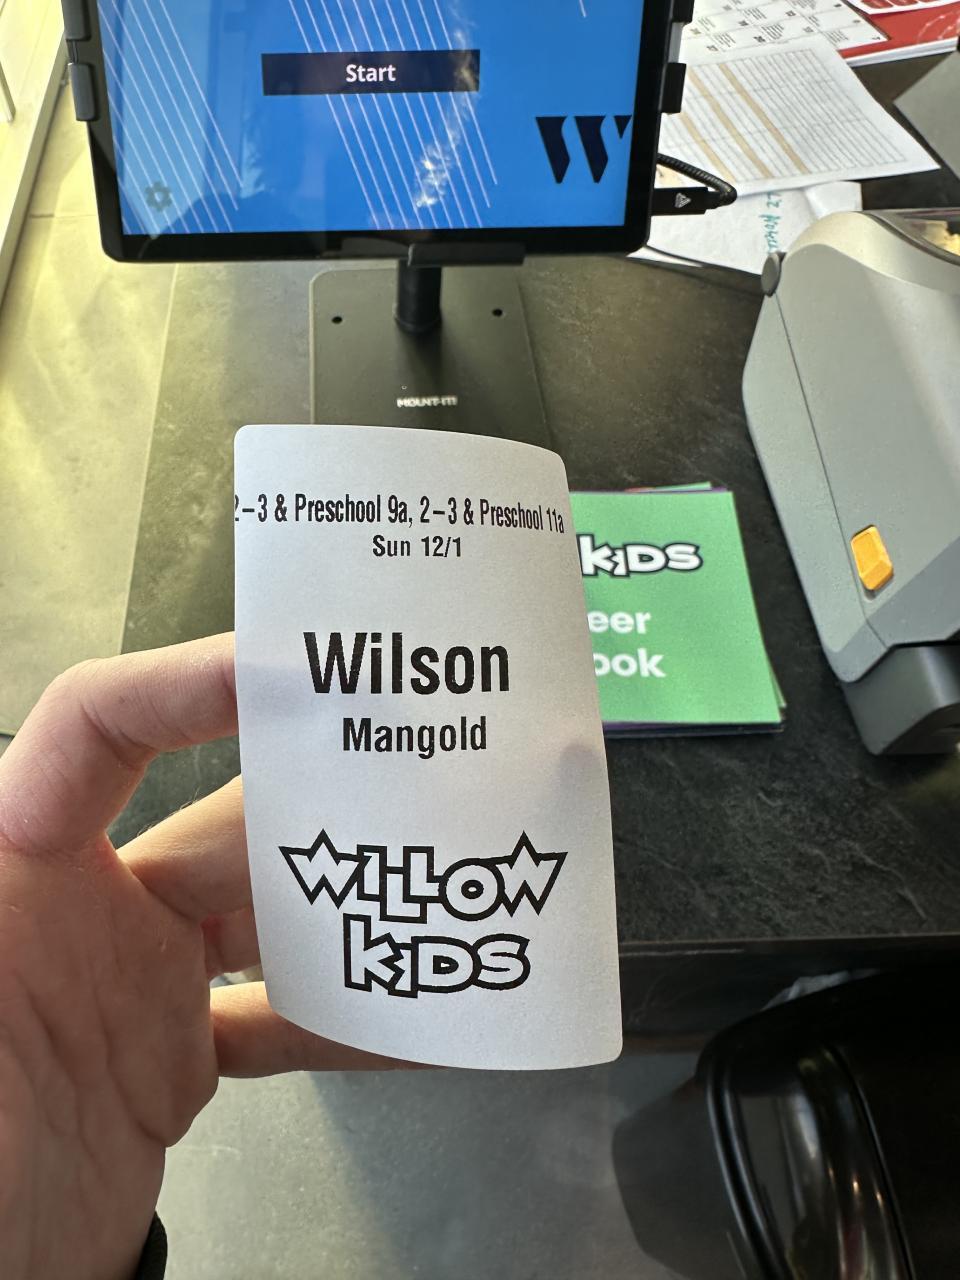 Start
W
MOUNT-IT!
2-3 & Preschool 9a, 2-3 & Preschool 11a
Sun 12/1
Wilson
Mangold
WILLOW
KIDS
KIDS
eer
ook